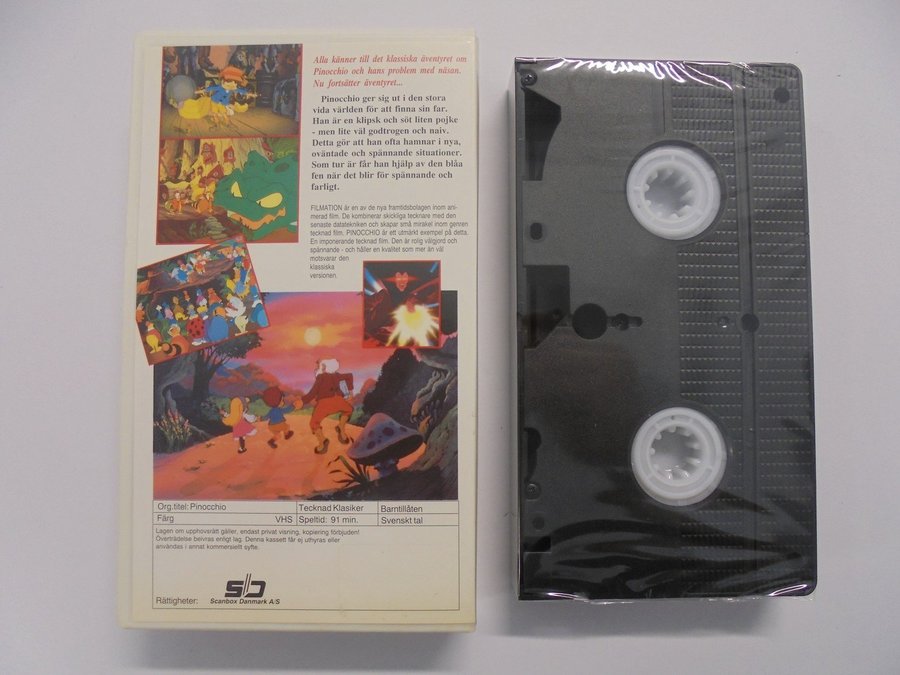 Alla känner till det klassiska äventyret om
Pinocchio och hans problem med näsan.
Nu fortsätter äventyret...
Pinocchio ger sig ut i den stora
vida världen för att finna sin far.
Han är en klipsk och söt liten pojke
- men lite väl godtrogen och naiv.
Detta gör att han ofta hamnar i nya,
oväntade och spännande situationer.
Som tur är får han hjälp av den blåa
fen när det blir för spännande och
farligt.
FILMATION är en av de nya framtidsbolagen inom ani-
merad film. De kombinerar skickliga tecknare med den
senaste datatekniken och skapar små mirakel inom genren
tecknad film. PINOCCHIO är ett utmärkt exempel på detta.
En imponerande tecknad film. Den är rolig välgjord och
spännande - och håller en kvalitet som mer än väl
motsvarar den
klassiska
versionen.
Org.titel: Pinocchio Tecknad Klasiker Barntillåten
Färg VHS Speltid: 91 min. Svenskt tal
Lagen om upphovsrätt gäller, endast privat visning, kopiering förbjuden!
Överträdelse beivras enligt lag. Denna kassett får ej uthyras eller
användas i annat kommersiellt syfte.
Rättigheter: Scanbox Danmark A/S